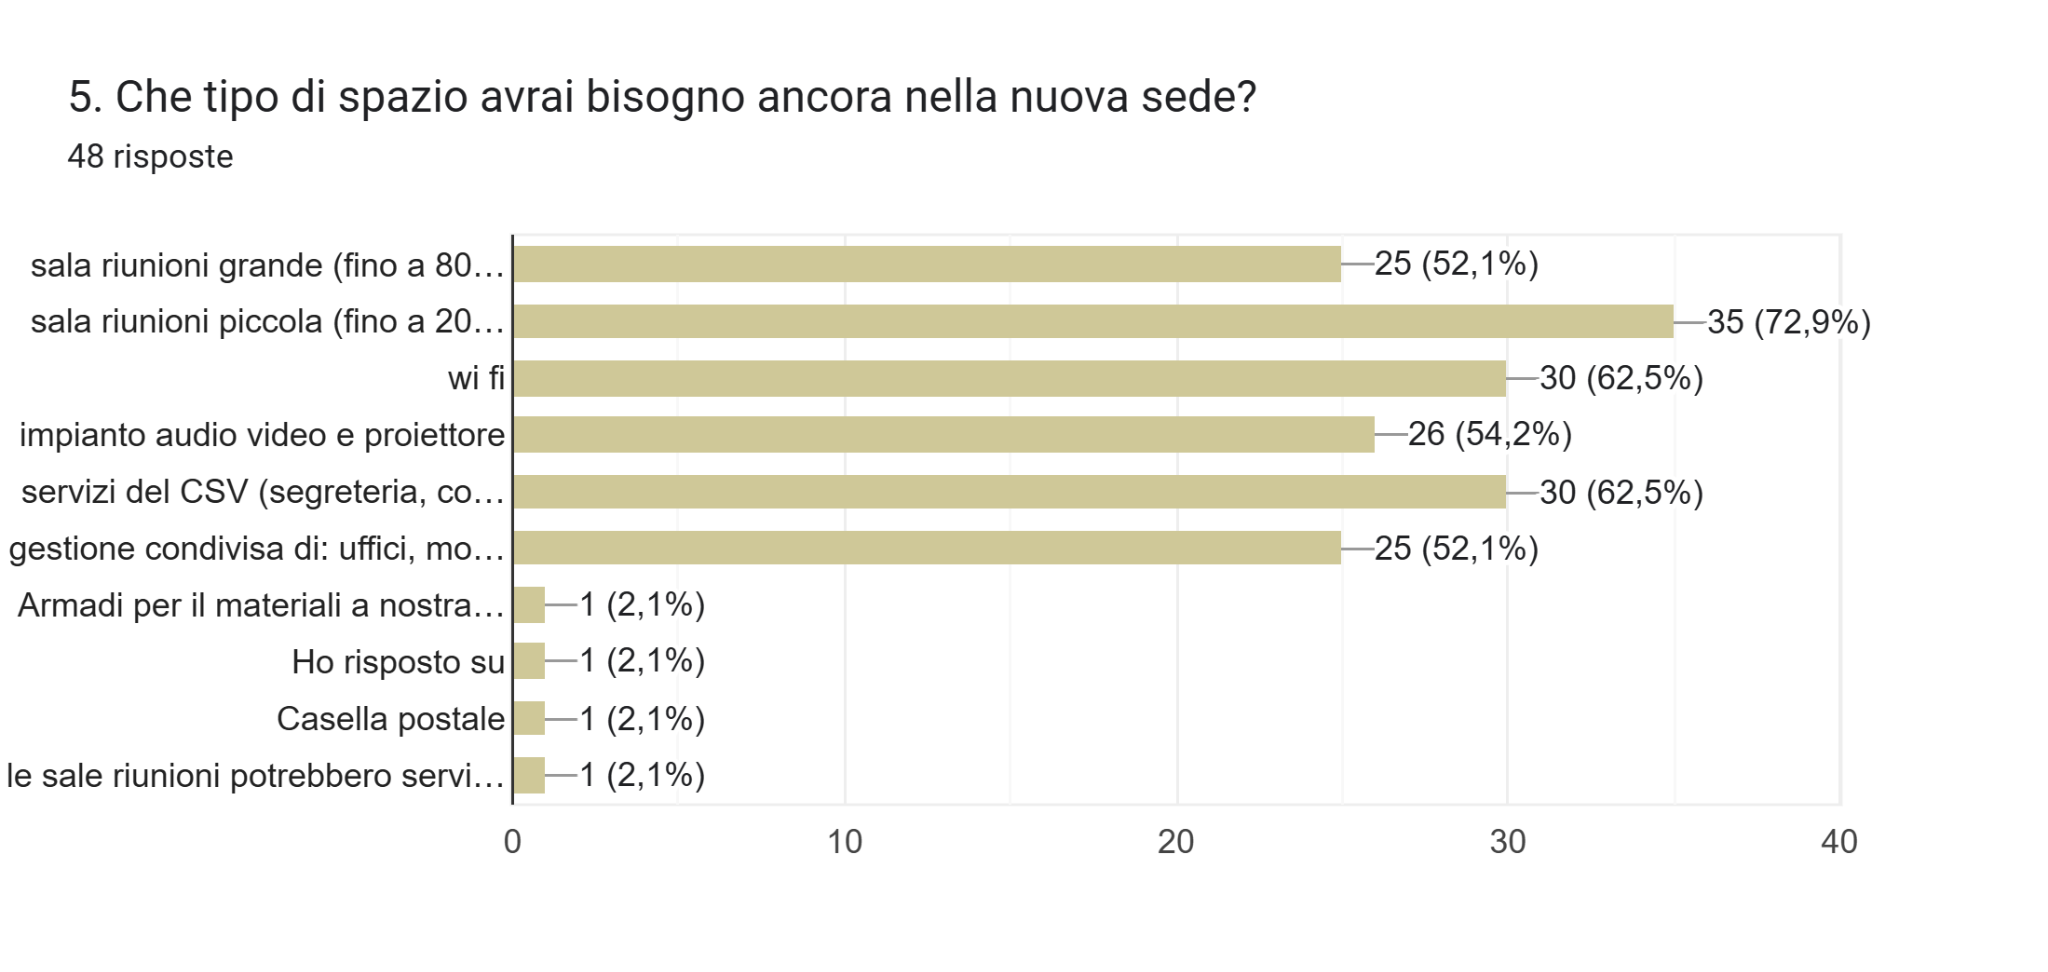 5. Che tipo di spazio avrai bisogno ancora nella nuova sede?
48 risposte
sala riunioni grande (fino a 80… 25 (52,1%)
sala riunioni piccola (fino a 20… 35 (72,9%)
wi fi 30 (62,5%)
impianto audio video e proiettore 26 (54,2%)
servizi del CSV (segreteria, co… 30 (62,5%)
gestione condivisa di: uffici, mo… 25 (52,1%)
Armadi per il materiali a nostra… 1 (2,1%)
Ho risposto su 1 (2,1%)
Casella postale 1 (2,1%)
le sale riunioni potrebbero servi… 1 (2,1%)
0 10 20 30 40